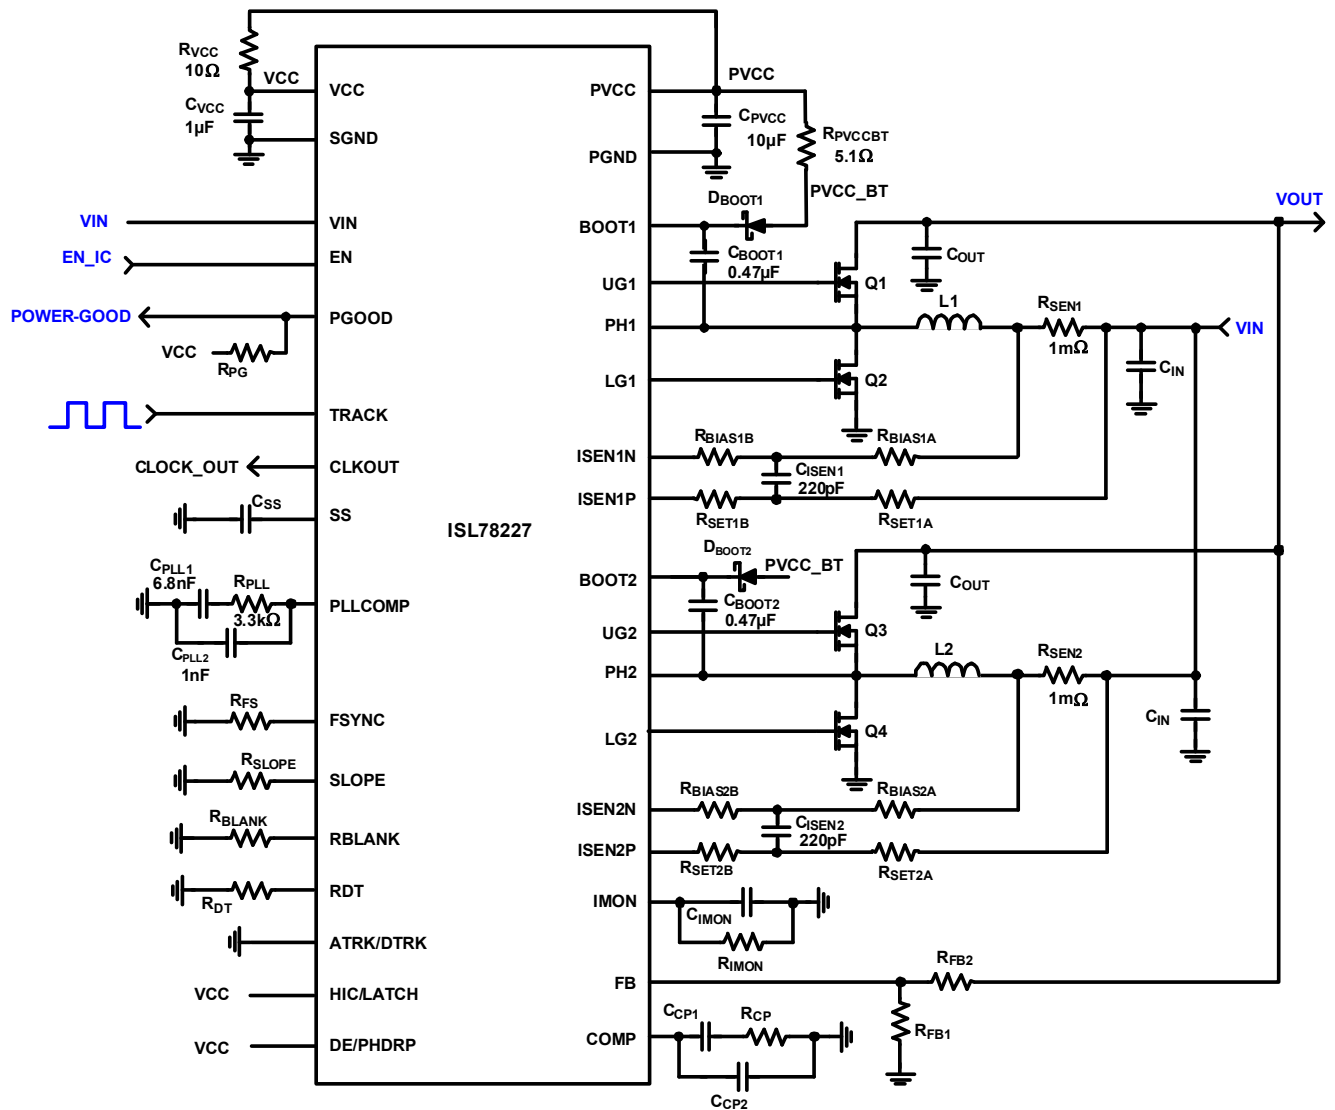 RVCC
10Ω
VCC
CVCC
1µF
VCC
SGND
VIN
VIN
EN_IC
EN
POWER-GOOD
PGOOD
VCC
RPG
TRACK
CLOCK_OUT
CLKOUT
CSS
SS
CPLL1
6.8nF
RPLL
3.3kΩ
PLLCOMP
CPLL2
1nF
RFS
FSYNC
RSLOPE
SLOPE
RBLANK
RBLANK
RDT
RDT
ATRK/DTRK
VCC
HIC/LATCH
VCC
DE/PHDRP
ISL78227
PVCC
PVCC
CPVCC
10µF
PGND
RPVCCBT
5.1Ω
PVCC_BT
DBOOT1
BOOT1
CBOOT1
0.47µF
VOUT
COUT
UG1
Q1
PH1
L1
RSEN1
1mΩ
VIN
CIN
LG1
Q2
RBIAS1B
RBIAS1A
ISEN1N
CISEN1
220pF
ISEN1P
RSET1B
RSET1A
DBOOT2
PVCC_BT
BOOT2
CBOOT2
0.47µF
COUT
UG2
Q3
PH2
L2
RSEN2
1mΩ
CIN
LG2
Q4
RBIAS2B
RBIAS2A
ISEN2N
CISEN2
220pF
ISEN2P
RSET2B
RSET2A
IMON
CIMON
RIMON
FB
RFB2
RFB1
CCP1
RCP
COMP
CCP2